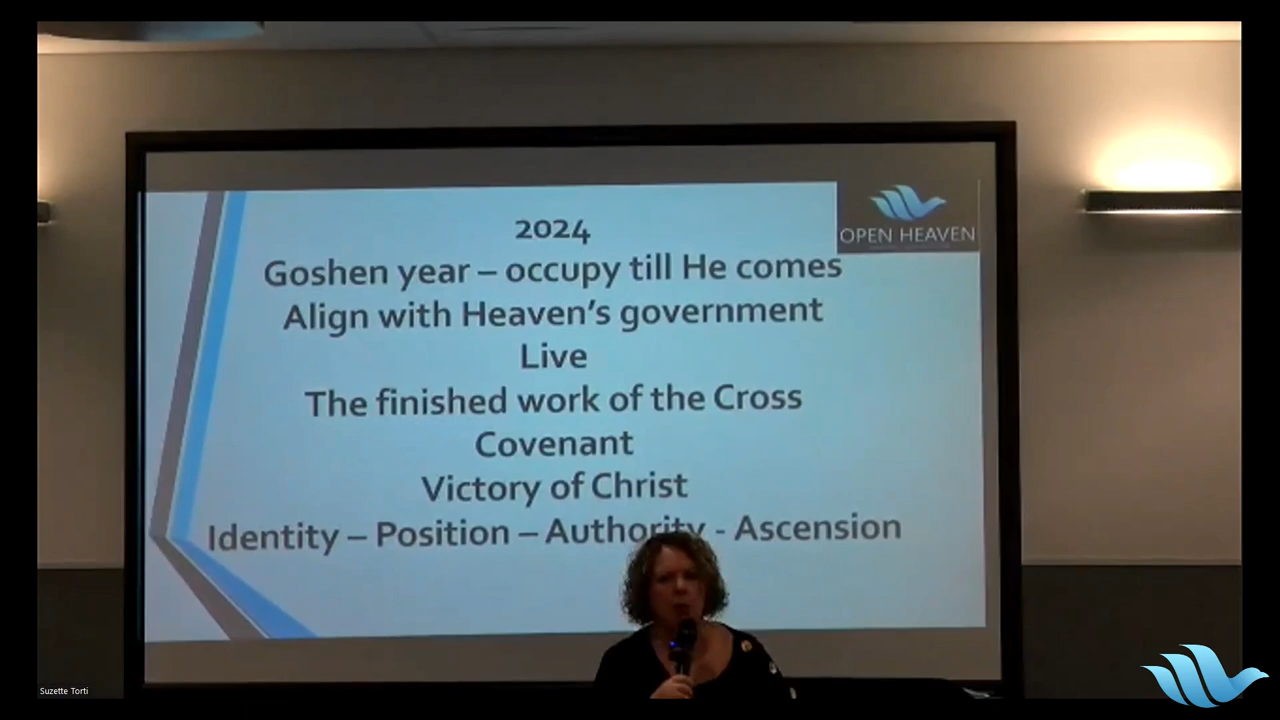 2024
OPEN HEAVEN
Goshen year – occupy till He comes
Align with Heaven's government
Live
The finished work of the Cross
Covenant
Victory of Christ
Identity – Position – Authority - Ascension
Suzette Torti